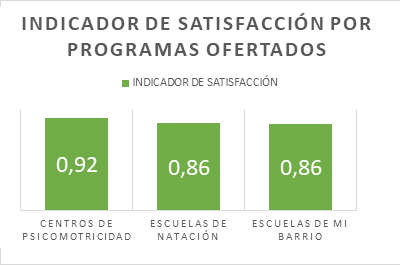 INDICADOR DE SATISFACCIÓN POR
PROGRAMAS OFERTADOS
INDICADOR DE SATISFACCIÓN
0,92
0,86
0,86
CENTROS DE
PSICOMOTRICIDAD
ESCUELAS DE
NATACIÓN
ESCUELAS DE MI
BARRIO